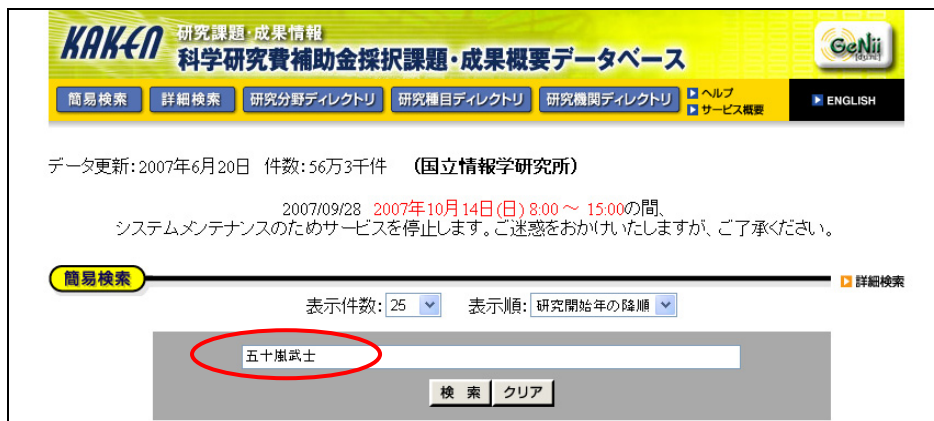 KAKEN 研究課題・成果情報
科学研究費補助金採択課題・成果概要データベース
GeNii
簡易検索 詳細検索 研究分野ディレクトリ 研究種目ディレクトリ 研究機関ディレクトリ ヘルプ サービス概要 ENGLISH
データ更新:2007年6月20日 件数:56万3千件 (国立情報学研究所)
2007/09/28 2007年10月14日(日) 8:00 ~ 15:00の間、
システムメンテナンスのためサービスを停止します。ご迷惑をおかけいたしますが、ご了承ください。
簡易検索 詳細検索
表示件数: 25 表示順: 研究開始年の降順
五十嵐武士
検 索 クリア